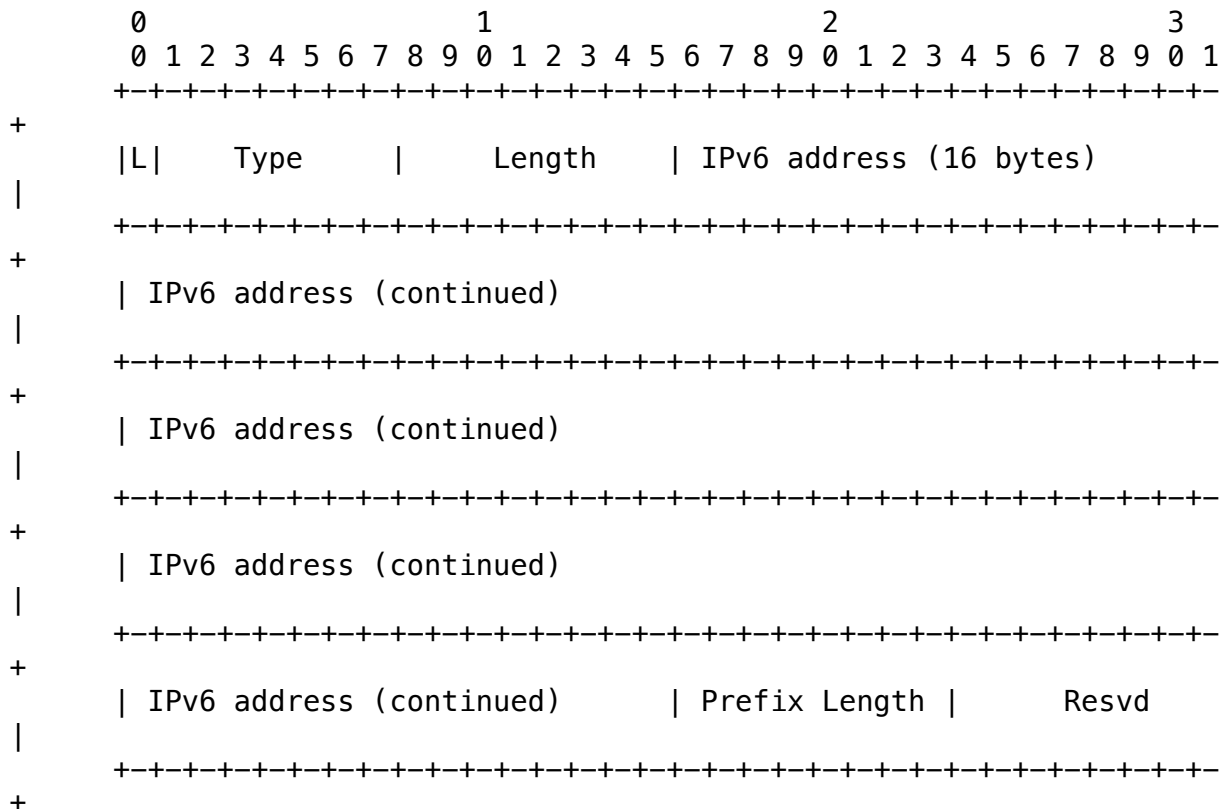 0                   1                   2                   3
0 1 2 3 4 5 6 7 8 9 0 1 2 3 4 5 6 7 8 9 0 1 2 3 4 5 6 7 8 9 0 1
+-+-+-+-+-+-+-+-+-+-+-+-+-+-+-+-+-+-+-+-+-+-+-+-+-+-+-+-+-+-+-+-
+
|L|    Type     |     Length    | IPv6 address (16 bytes)
|
+-+-+-+-+-+-+-+-+-+-+-+-+-+-+-+-+-+-+-+-+-+-+-+-+-+-+-+-+-+-+-+-
+
| IPv6 address (continued)
|
+-+-+-+-+-+-+-+-+-+-+-+-+-+-+-+-+-+-+-+-+-+-+-+-+-+-+-+-+-+-+-+-
+
| IPv6 address (continued)
|
+-+-+-+-+-+-+-+-+-+-+-+-+-+-+-+-+-+-+-+-+-+-+-+-+-+-+-+-+-+-+-+-
+
| IPv6 address (continued)
|
+-+-+-+-+-+-+-+-+-+-+-+-+-+-+-+-+-+-+-+-+-+-+-+-+-+-+-+-+-+-+-+-
+
| IPv6 address (continued)      | Prefix Length |      Resvd
|
+-+-+-+-+-+-+-+-+-+-+-+-+-+-+-+-+-+-+-+-+-+-+-+-+-+-+-+-+-+-+-+-
+